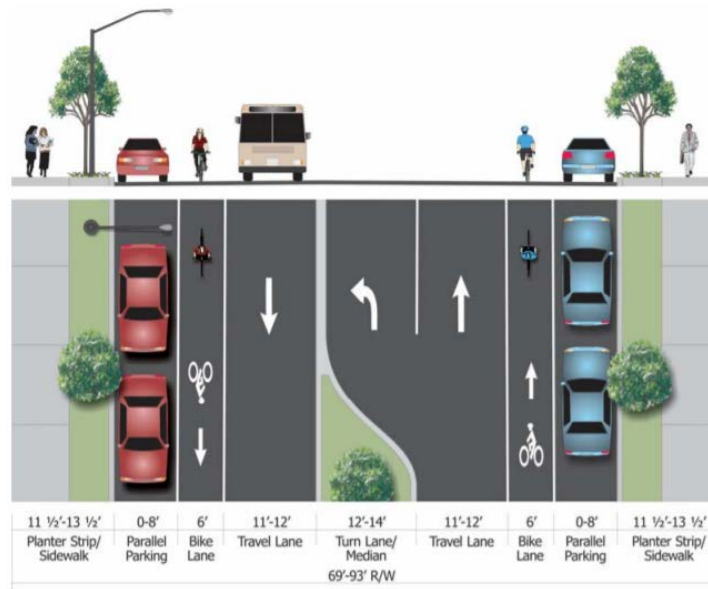 11 ½'-13 ½' 0-8' 6' 11'-12' 12'-14' 11'-12' 6' 0-8' 11 ½'-13 ½'
Planter Strip/ Parallel Bike Travel Lane Turn Lane/ Travel Lane Bike Parallel Planter Strip/
Sidewalk Parking Lane Median Lane Parking Sidewalk
69'-93' R/W